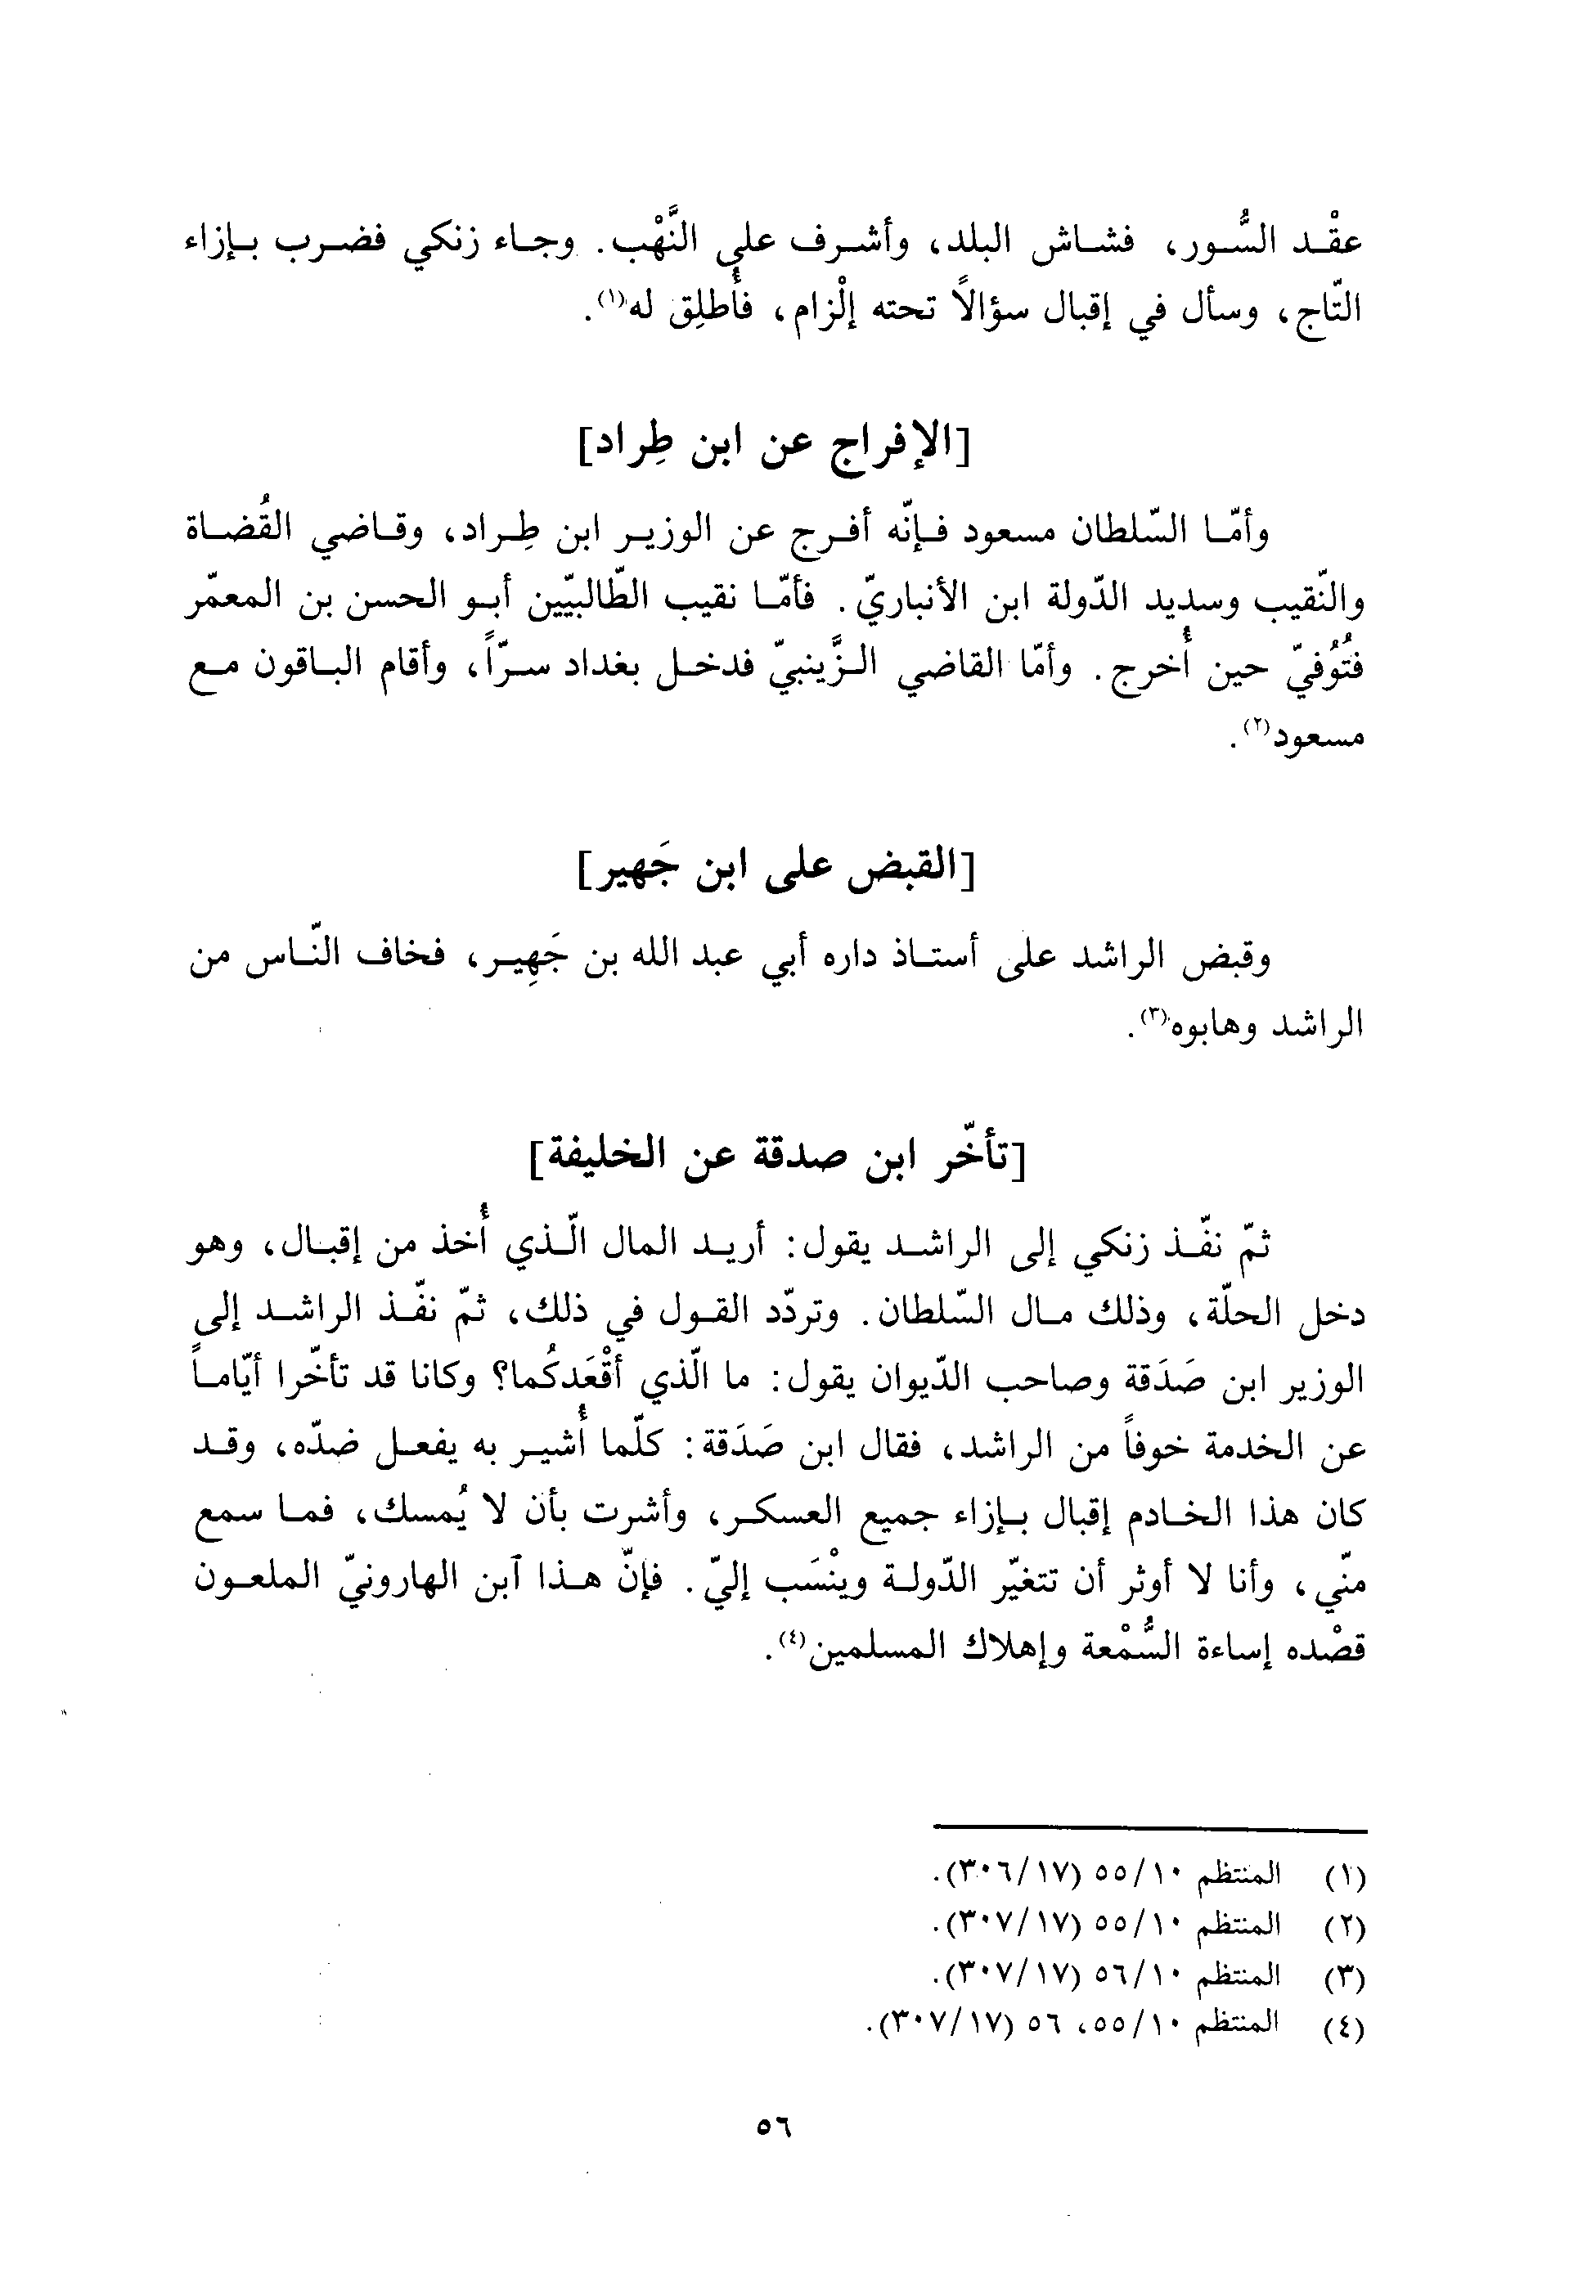 عقْد السُّور، فشاش البلد، وأشرف على النَّهْب. وجاء زنكي فضرب بإزاء
التّاج، وسأل في إقبال سؤالاً تحته إلْزام، فأُطلِق له(١).
[الإفراج عن ابن طِراد]
وأمّا السّلطان مسعود فإنّه أفرج عن الوزير ابن طِراد، وقاضي القُضاة
والنّقيب وسديد الدّولة ابن الأنباريّ. فأمّا نقيب الطّالبيّين أبو الحسن بن المعمّر
فتُوُفيّ حين أُخرج. وأمّا القاضي الزَّينبيّ فدخل بغداد سرّاً، وأقام الباقون مع
مسعود(٢).
[القبض على ابن جَهير]
وقبض الراشد على أستاذ داره أبي عبد الله بن جَهِير، فخاف النّاس من
الراشد وهابوه(٣).
[تأخّر ابن صدقة عن الخليفة]
ثمّ نفّذ زنكي إلى الراشد يقول: أريد المال الّذي أُخذ من إقبال، وهو
دخل الحلّة، وذلك مال السّلطان. وتردّد القول في ذلك، ثمّ نفّذ الراشد إلى
الوزير ابن صَدَقة وصاحب الدّيوان يقول: ما الّذي أقْعَدكُما؟ وكانا قد تأخّرا أيّاماً
عن الخدمة خوفاً من الراشد، فقال ابن صَدَقة: كلّما أُشير به يفعل ضدّه، وقد
كان هذا الخادم إقبال بإزاء جميع العسكر، وأشرت بأن لا يُمسك، فما سمع
منّي، وأنا لا أوثر أن تتغيّر الدّولة وينْسَب إليّ. فإنّ هذا آبن الهارونيّ الملعون
قصْده إساءة السُّمْعة وإهلاك المسلمين(٤).
(١) المنتظم ١٠/ ٥٥ (١٧/ ٣٠٦).
(٢) المنتظم ١٠/ ٥٥ (١٧/ ٣٠٧).
(٣) المنتظم ١٠/ ٥٦ (١٧/ ٣٠٧).
(٤) المنتظم ١٠/ ٥٥، ٥٦ (١٧/ ٣٠٧).
٥٦